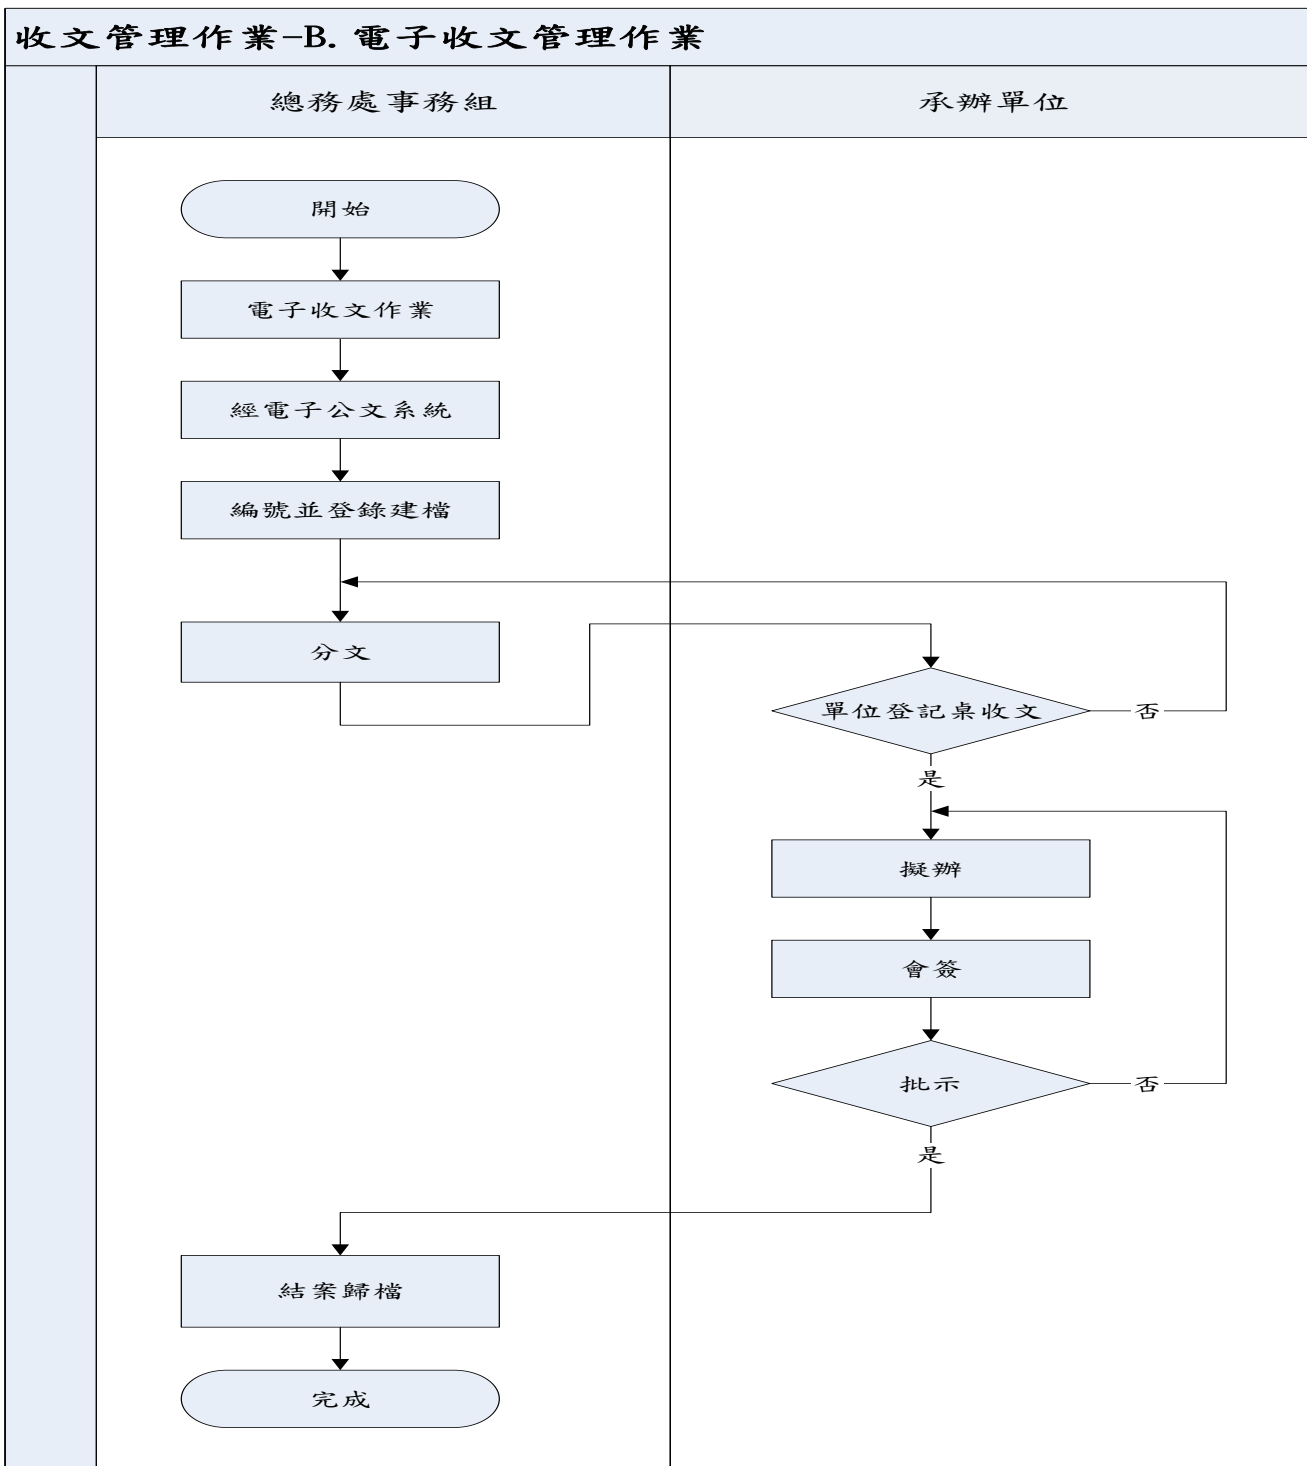 收文管理作業-B.電子收文管理作業
總務處事務組
承辦單位
開始
電子收文作業
經電子公文系統
編號並登錄建檔
分文
單位登記桌收文
否
是
擬辦
會簽
批示
否
是
結案歸檔
完成